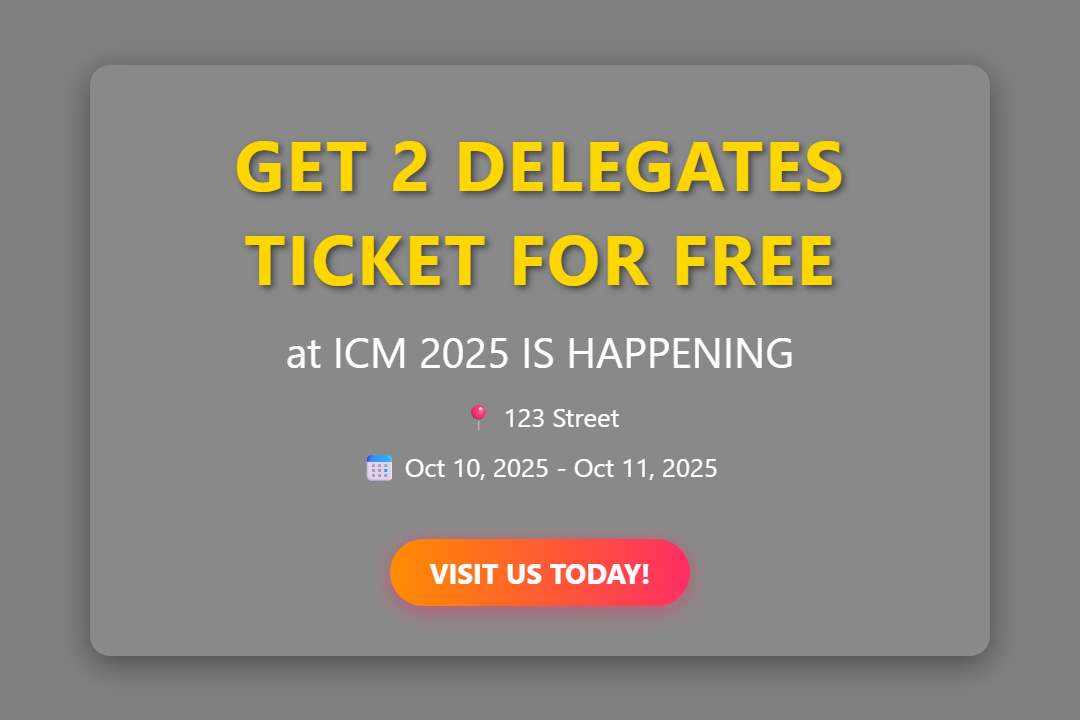 GET 2 DELEGATES
TICKET FOR FREE
at ICM 2025 IS HAPPENING
📍 123 Street
Oct 10, 2025 - Oct 11, 2025
VISIT US TODAY!